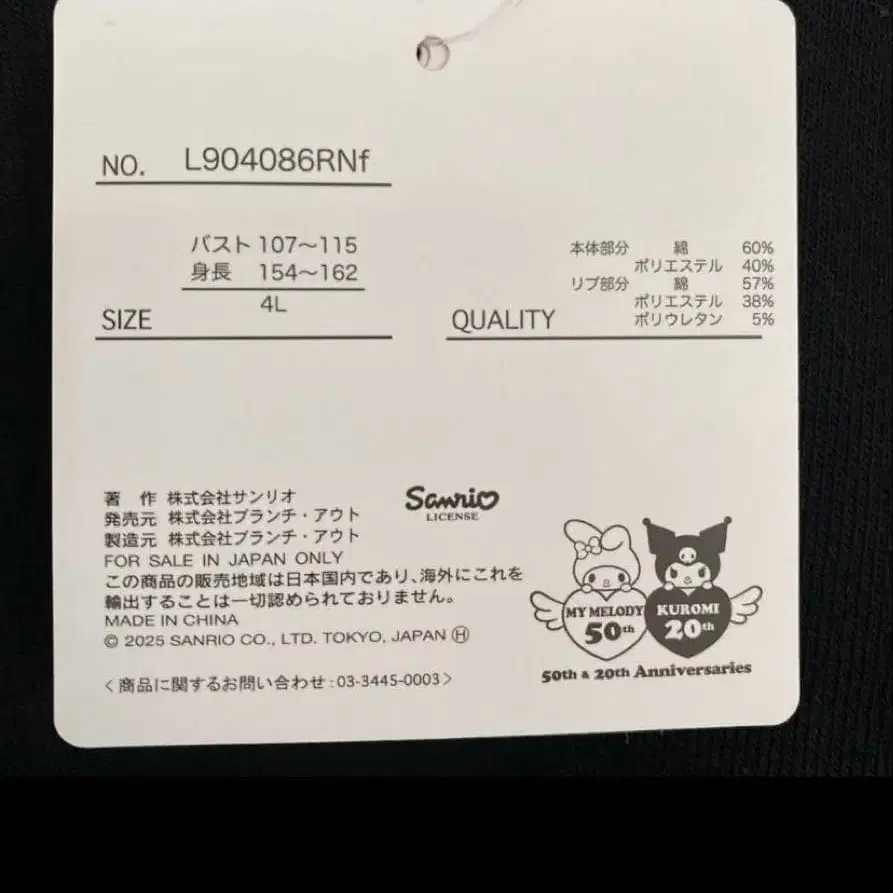 NO. L904086RNf
バスト 107〜115
身長 154〜162
4L
SIZE
本体部分 綿 60%
ポリエステル 40%
リブ部分 綿 57%
ポリエステル 38%
ポリウレタン 5%
QUALITY
著 作 株式会社サンリオ
発売元 株式会社ブランチ・アウト
製造元 株式会社ブランチ・アウト
FOR SALE IN JAPAN ONLY
この商品の販売地域は日本国内であり、海外にこれを
輸出することは一切認められておりません。
MADE IN CHINA
© 2025 SANRIO CO., LTD. TOKYO, JAPAN Ⓗ
〈商品に関するお問い合わせ:03-3445-0003〉
Sanrio
LICENSE
MY MELODY
50th
KUROMI
20th
50th & 20th Anniversaries